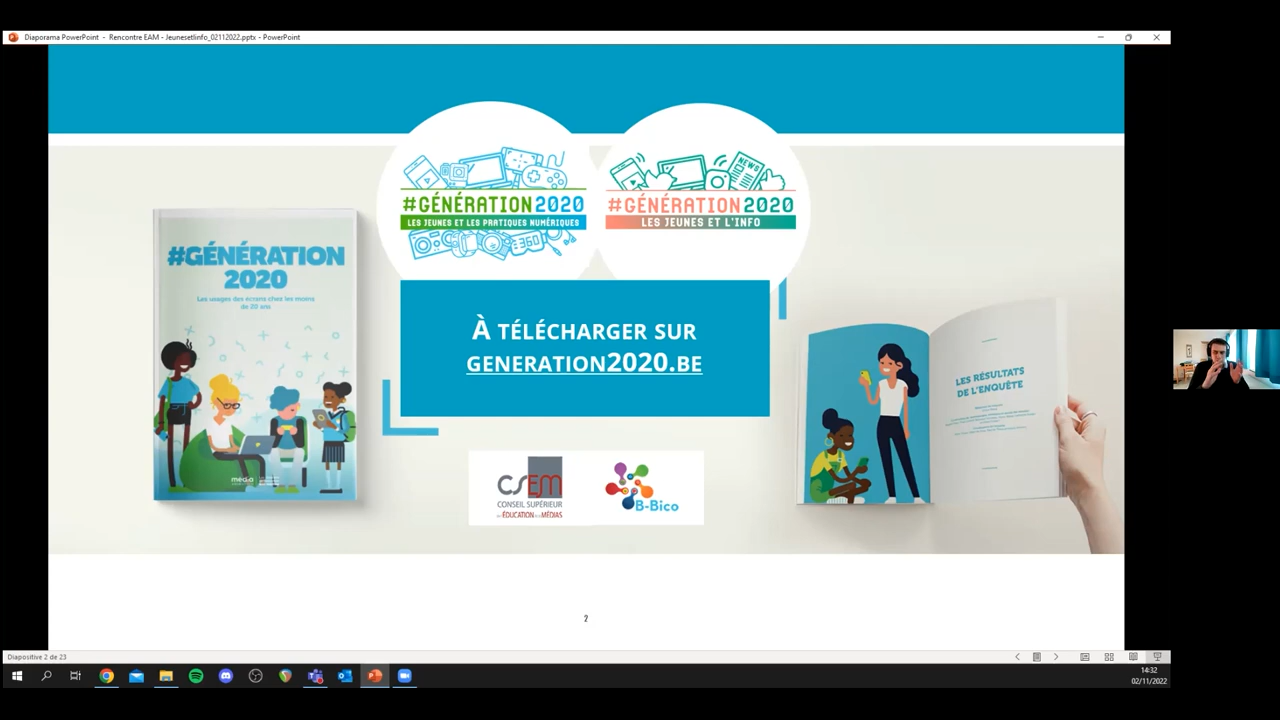 Diaporama PowerPoint - Rencontre EAM - Jeunesetlinfo_02112022.pptx - PowerPoint
#GÉNÉRATION2020
LES JEUNES ET LES PRATIQUES NUMÉRIQUES
360
NEWS
#GÉNÉRATION2020
LES JEUNES ET L'INFO
#GÉNÉRATION
2020
Les usages des écrans chez les moins
de 20 ans
média
À TÉLÉCHARGER SUR
GENERATION2020.BE
LES RÉSULTATS
DE L'ENQUÊTE
CSEM
CONSEIL SUPÉRIEUR
DE L'ÉDUCATION AUX MÉDIAS
B-Bico
2
Diapositive 2 de 23
14:32
02/11/2022